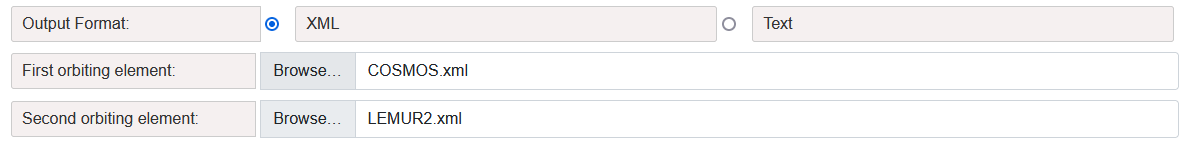 Output Format: XML Text
First orbiting element: Browse... COSMOS.xml
Second orbiting element: Browse... LEMUR2.xml